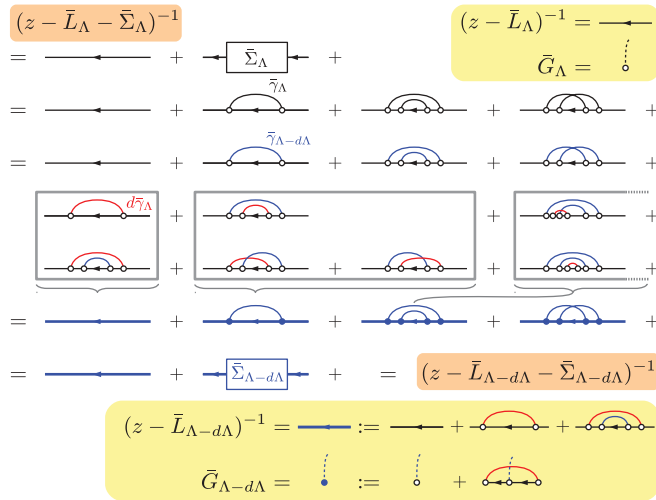 (z − L̄_Λ − Σ̄_Λ)⁻¹
(z − L̄_Λ)⁻¹ =
Ḡ_Λ =
= + Σ̄_Λ +
γ̄_Λ
= + + + +
γ̄_{Λ−dΛ}
= + + + +
dγ̄_Λ
+ + +
+ + +
= + + + +
= + Σ̄_{Λ−dΛ} + = (z − L̄_{Λ−dΛ} − Σ̄_{Λ−dΛ})⁻¹
(z − L̄_{Λ−dΛ})⁻¹ = := + +
Ḡ_{Λ−dΛ} = := +